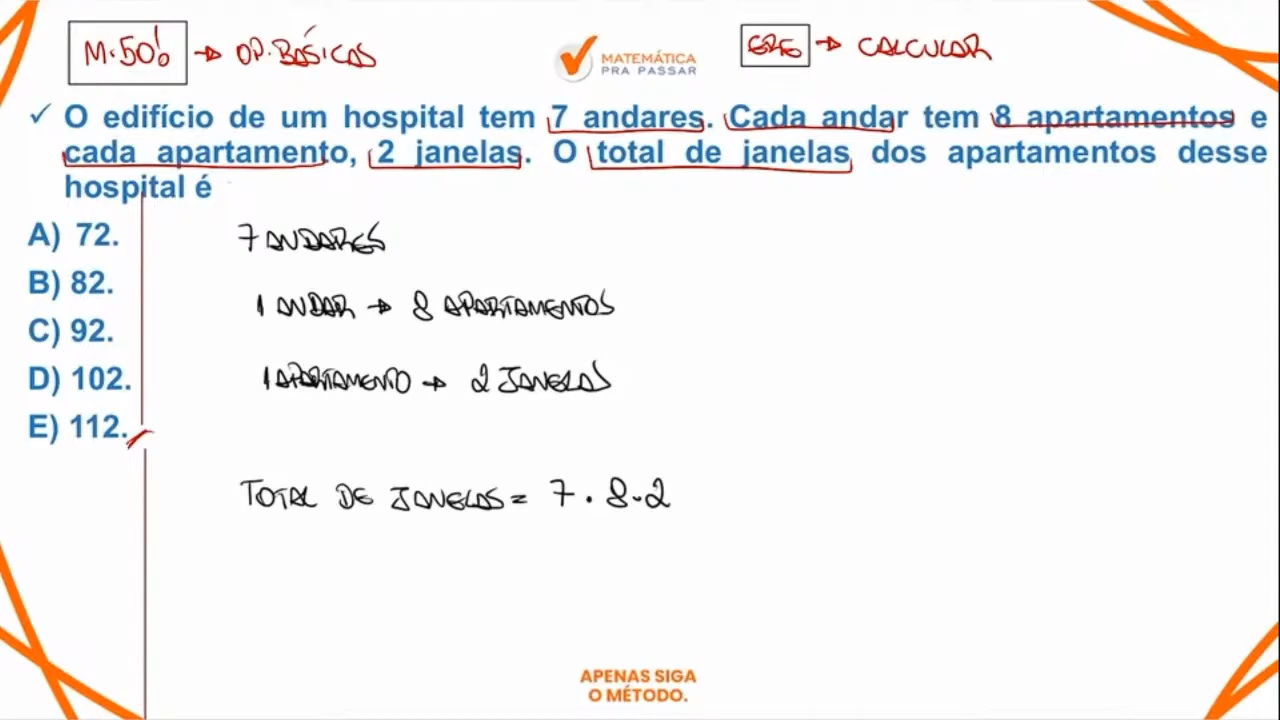 M.50! → OP. BÁSICAS
MATEMÁTICA
PRA PASSAR
→ CALCULAR
✓ O edifício de um hospital tem 7 andares. Cada andar tem 8 apartamentos e
cada apartamento, 2 janelas. O total de janelas dos apartamentos desse
hospital é
A) 72.
B) 82.
C) 92.
D) 102.
E) 112.
7 ANDARES
1 ANDAR → 8 APARTAMENTOS
1 APARTAMENTO → 2 JANELAS
TOTAL DE JANELAS = 7 . 8 . 2
APENAS SIGA
O MÉTODO.